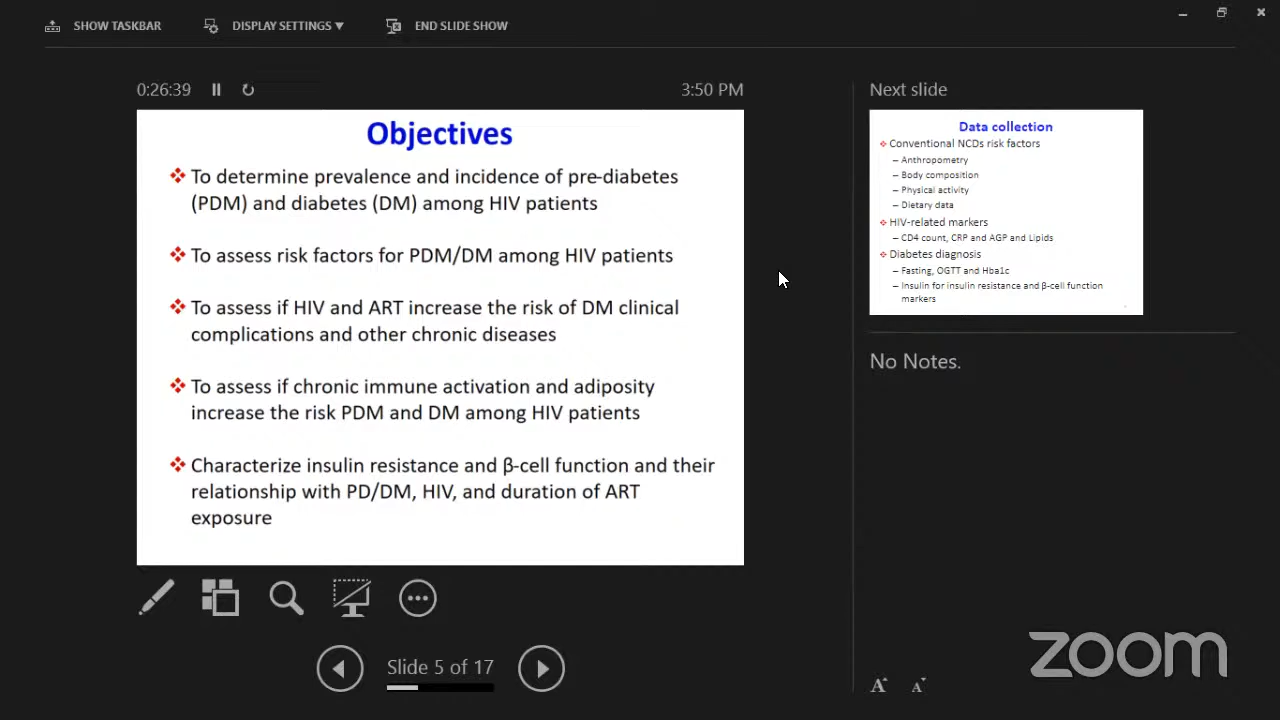 SHOW TASKBAR
DISPLAY SETTINGS ▼
END SLIDE SHOW
0:26:39
3:50 PM
Objectives
❖ To determine prevalence and incidence of pre-diabetes
(PDM) and diabetes (DM) among HIV patients
❖ To assess risk factors for PDM/DM among HIV patients
❖ To assess if HIV and ART increase the risk of DM clinical
complications and other chronic diseases
❖ To assess if chronic immune activation and adiposity
increase the risk PDM and DM among HIV patients
❖ Characterize insulin resistance and β-cell function and their
relationship with PD/DM, HIV, and duration of ART
exposure
Slide 5 of 17
Next slide
Data collection
❖ Conventional NCDs risk factors
– Anthropometry
– Body composition
– Physical activity
– Dietary data
❖ HIV-related markers
– CD4 count, CRP and AGP and Lipids
❖ Diabetes diagnosis
– Fasting, OGTT and Hba1c
– Insulin for insulin resistance and β-cell function
markers
No Notes.
A A
zoom